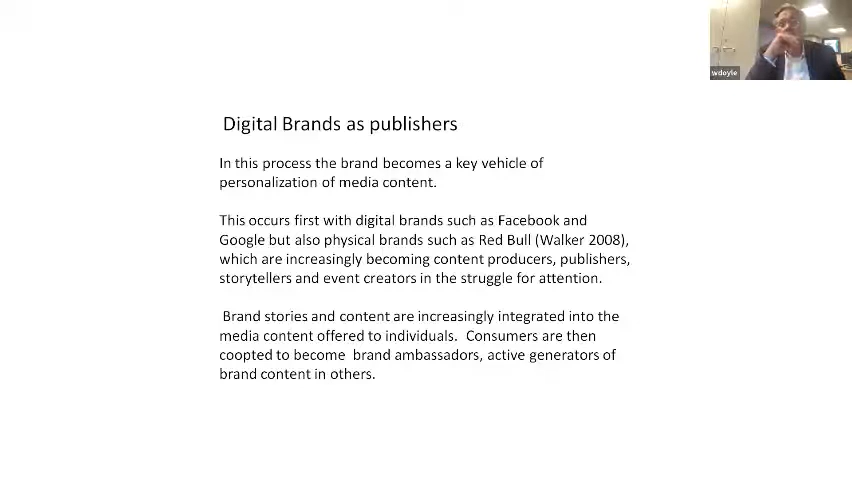 wdoyle
Digital Brands as publishers
In this process the brand becomes a key vehicle of
personalization of media content.
This occurs first with digital brands such as Facebook and
Google but also physical brands such as Red Bull (Walker 2008),
which are increasingly becoming content producers, publishers,
storytellers and event creators in the struggle for attention.
Brand stories and content are increasingly integrated into the
media content offered to individuals.  Consumers are then
coopted to become  brand ambassadors, active generators of
brand content in others.